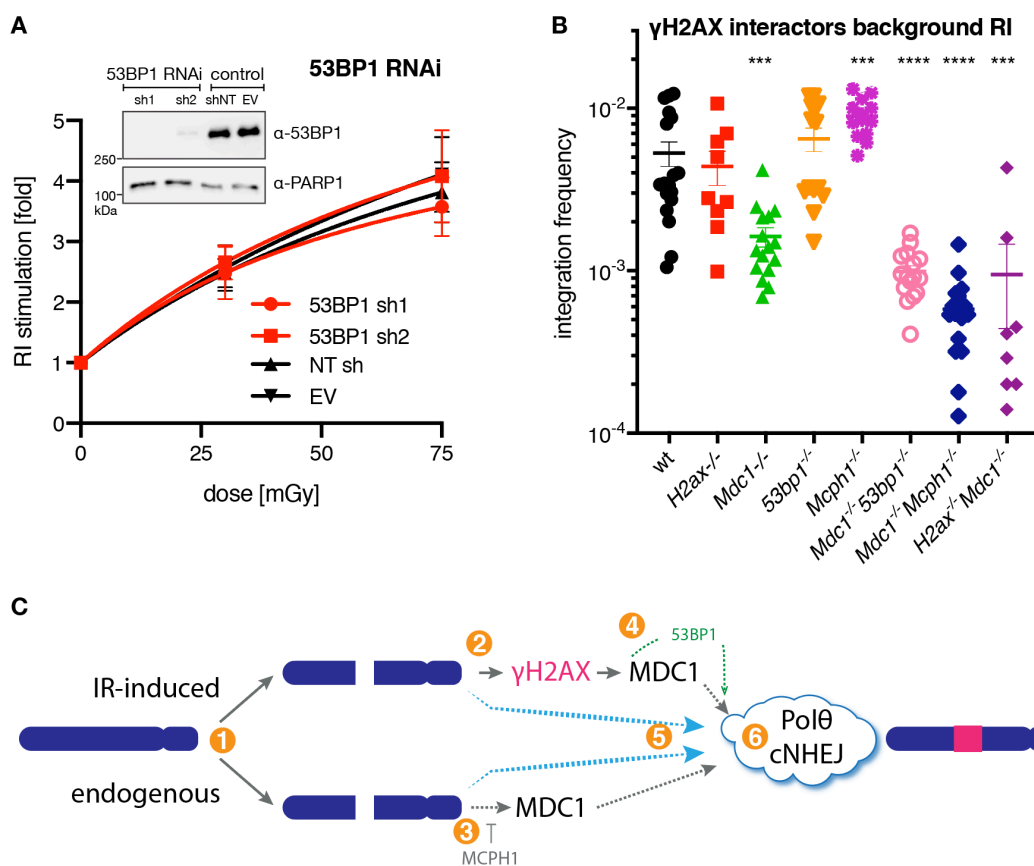 A
53BP1 RNAi
53BP1 RNAi control
sh1 sh2 shNT EV
α-53BP1
250
α-PARP1
100
kDa
RI stimulation [fold]
5
4
3
2
1
0
53BP1 sh1
53BP1 sh2
NT sh
EV
0 25 50 75
dose [mGy]
B
γH2AX interactors background RI
*** *** **** **** ***
integration frequency
10⁻²
10⁻³
10⁻⁴
wt
H2ax-/-
Mdc1-/-
53bp1⁻/⁻
Mcph1⁻/⁻
Mdc1⁻/⁻53bp1⁻/⁻
Mdc1⁻/⁻Mcph1⁻/⁻
H2ax⁻/⁻Mdc1⁻/⁻
C
IR-induced
endogenous
1
2
γH2AX
4
53BP1
MDC1
5
6
Polθ
cNHEJ
3
MCPH1
MDC1